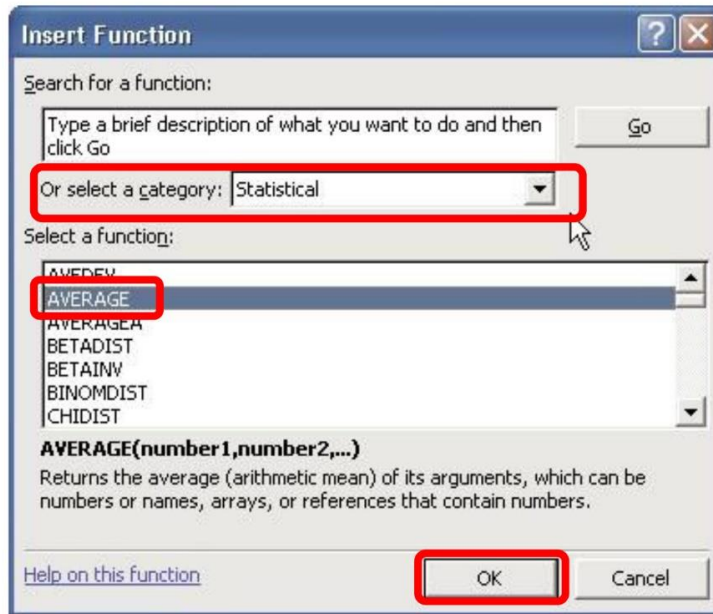 Insert Function
Search for a function:
Type a brief description of what you want to do and then
click Go
Go
Or select a category: Statistical
Select a function:
AVEDEV
AVERAGE
AVERAGEA
BETADIST
BETAINV
BINOMDIST
CHIDIST
AVERAGE(number1,number2,...)
Returns the average (arithmetic mean) of its arguments, which can be
numbers or names, arrays, or references that contain numbers.
Help on this function
OK
Cancel